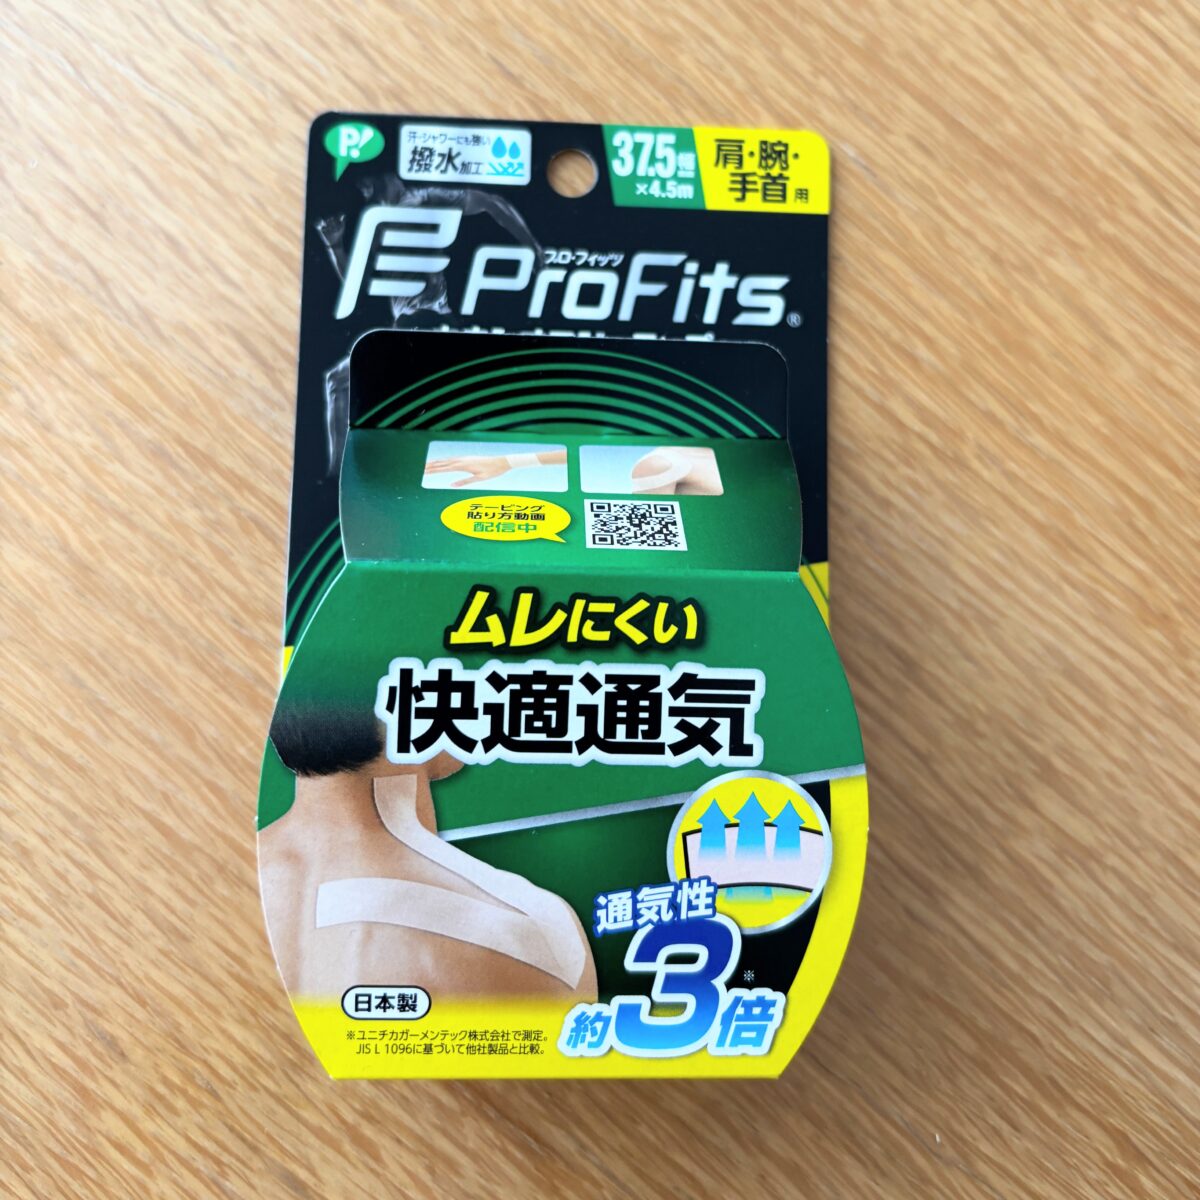 P!
汗・シャワーにも強い
撥水加工
37.5mm幅
×4.5m
肩・腕・
手首用
プロ・フィッツ
ProFits®
テーピング
貼り方動画
配信中
ムレにくい
快適通気
通気性
約3倍※
日本製
※ユニチカガーメンテック株式会社で測定。
JIS L 1096に基づいて他社製品と比較。